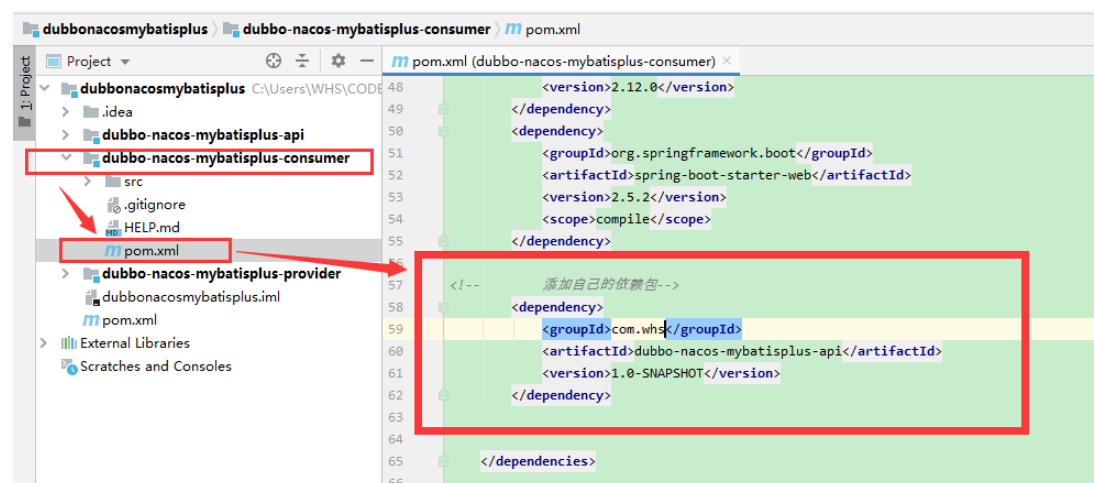 dubbonacosmybatisplus dubbo-nacos-mybatisplus-consumer m pom.xml
1: Project
Project
m pom.xml (dubbo-nacos-mybatisplus-consumer)
dubbonacosmybatisplus C:\Users\WHS\CODE
.idea
dubbo-nacos-mybatisplus-api
dubbo-nacos-mybatisplus-consumer
src
.gitignore
MD HELP.md
m pom.xml
dubbo-nacos-mybatisplus-provider
dubbonacosmybatisplus.iml
m pom.xml
External Libraries
Scratches and Consoles
48 <version>2.12.0</version>
49 </dependency>
50 <dependency>
51 <groupId>org.springframework.boot</groupId>
52 <artifactId>spring-boot-starter-web</artifactId>
53 <version>2.5.2</version>
54 <scope>compile</scope>
55 </dependency>
56
57 <!-- 添加自己的依赖包-->
58 <dependency>
59 <groupId>com.whs</groupId>
60 <artifactId>dubbo-nacos-mybatisplus-api</artifactId>
61 <version>1.0-SNAPSHOT</version>
62 </dependency>
63
64
65 </dependencies>
66